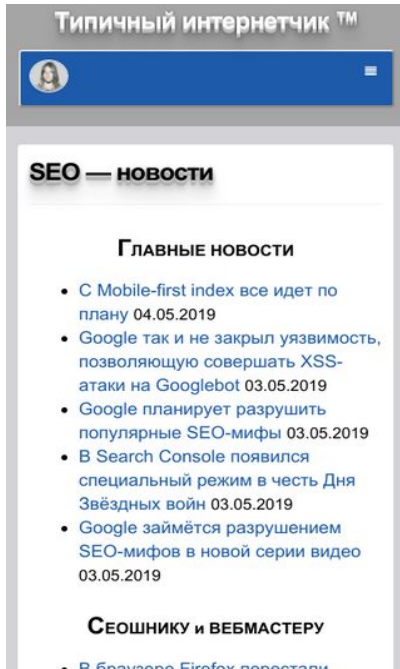 Типичный интернетчик ™
SEO — новости
Главные новости
• С Mobile-first index все идет по
плану 04.05.2019
• Google так и не закрыл уязвимость,
позволяющую совершать XSS-
атаки на Googlebot 03.05.2019
• Google планирует разрушить
популярные SEO-мифы 03.05.2019
• В Search Console появился
специальный режим в честь Дня
Звёздных войн 03.05.2019
• Google займётся разрушением
SEO-мифов в новой серии видео
03.05.2019
Сеошнику и вебмастеру
• В браузере Firefox перестали